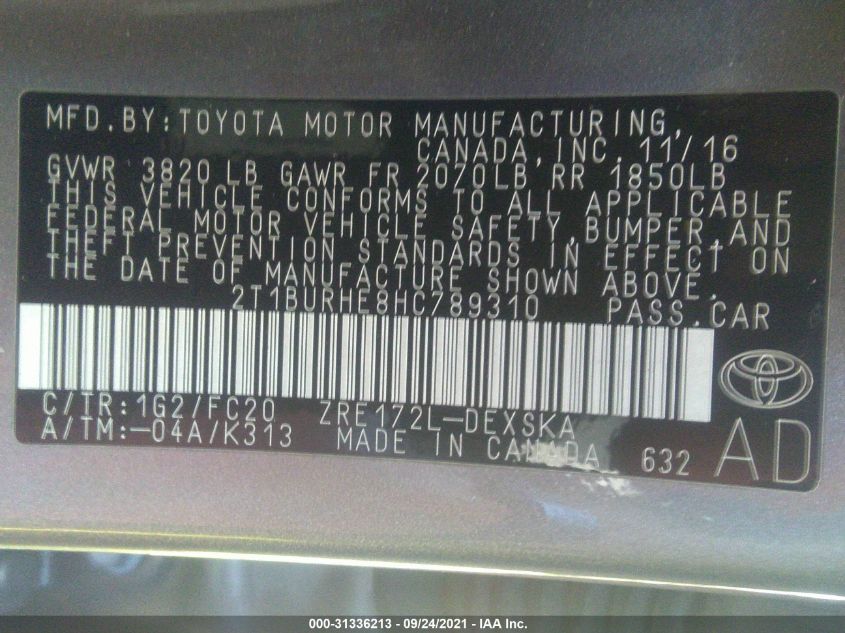 MFD.BY:TOYOTA MOTOR MANUFACTURING,
CANADA,INC. 11/16
GVWR 3820LB GAWR FR 2070LB RR 1850LB
THIS VEHICLE CONFORMS TO ALL APPLICABLE
FEDERAL MOTOR VEHICLE SAFETY,BUMPER,AND
THEFT PREVENTION STANDARDS IN EFFECT ON
THE DATE OF MANUFACTURE SHOWN ABOVE.
2T1BURHE8HC789310 PASS.CAR
C/TR:1G2/FC20 ZRE172L-DEXSKA
A/TM:-04A/K313 MADE IN CANADA 632 AD
000-31336213 - 09/24/2021 - IAA Inc.